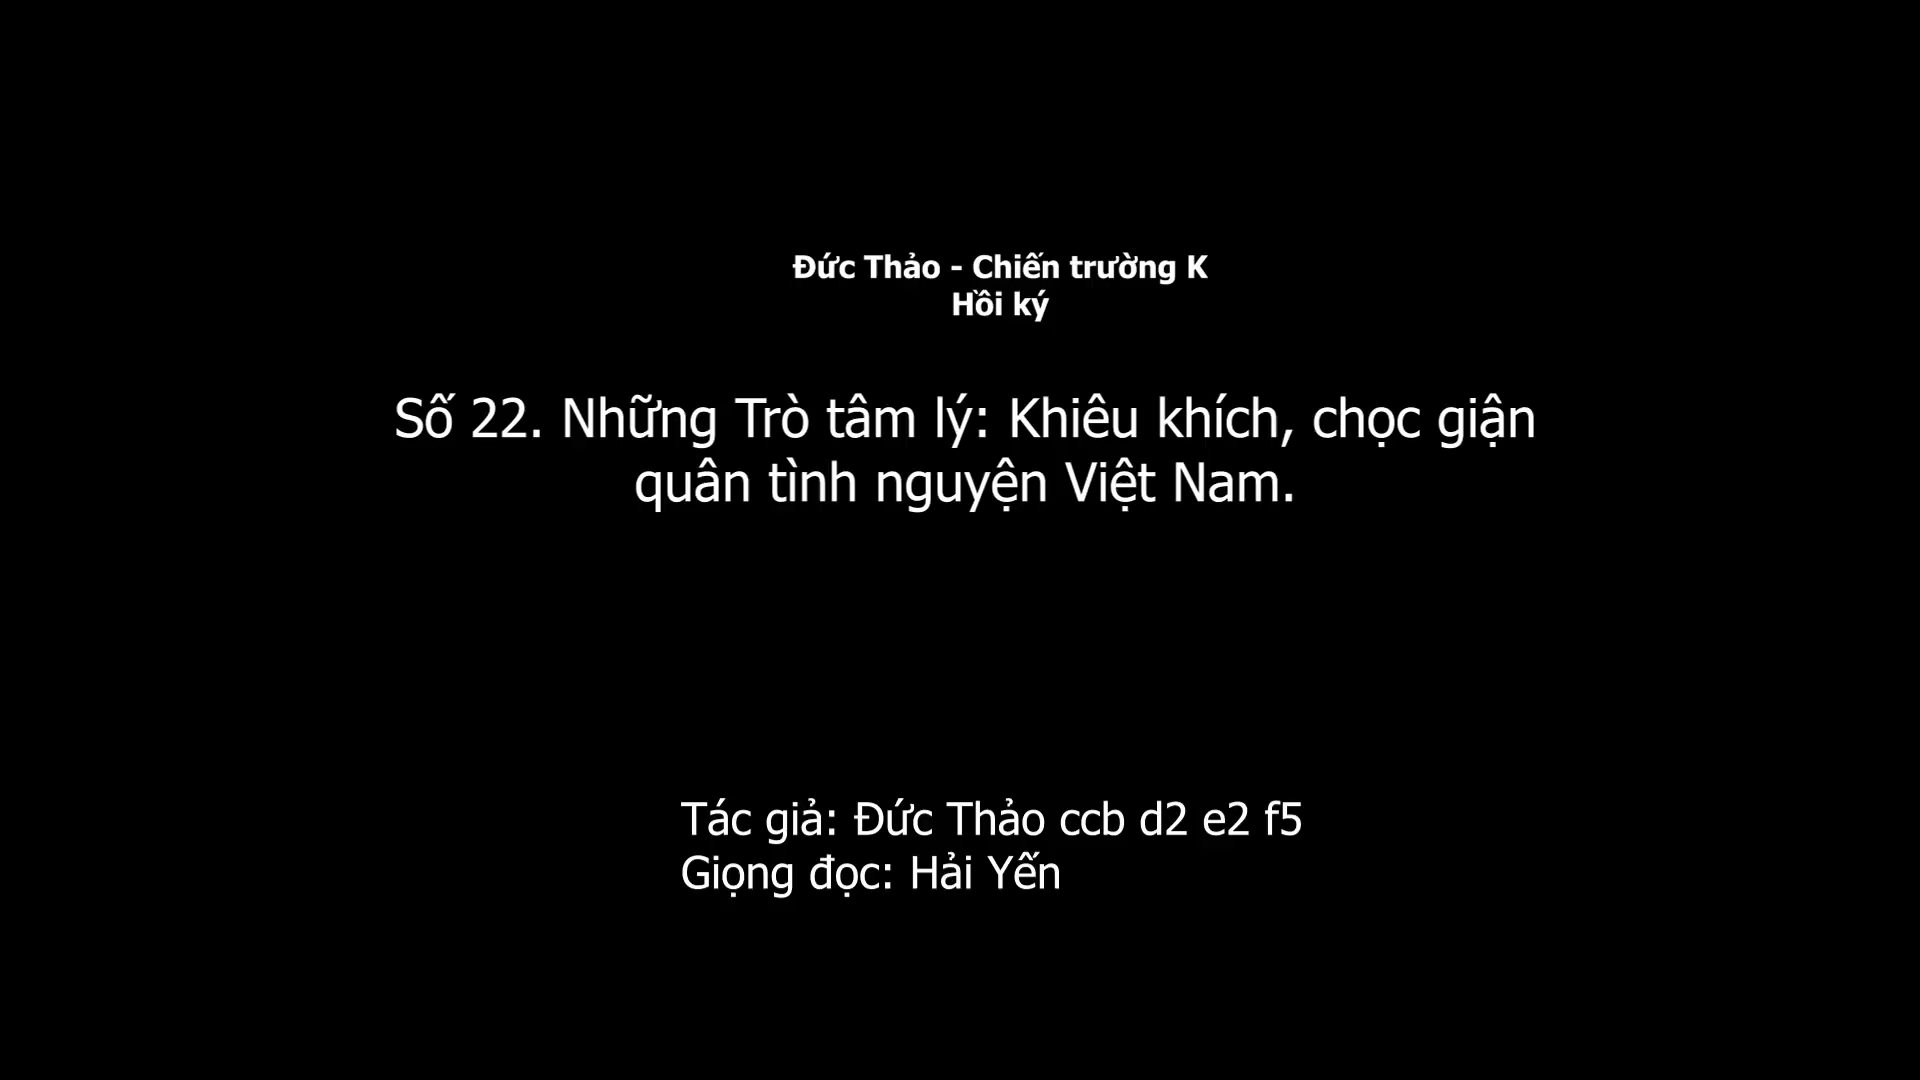 Đức Thảo - Chiến trường K
Hồi ký
Số 22. Những Trò tâm lý: Khiêu khích, chọc giận
quân tình nguyện Việt Nam.
Tác giả: Đức Thảo ccb d2 e2 f5
Giọng đọc: Hải Yến